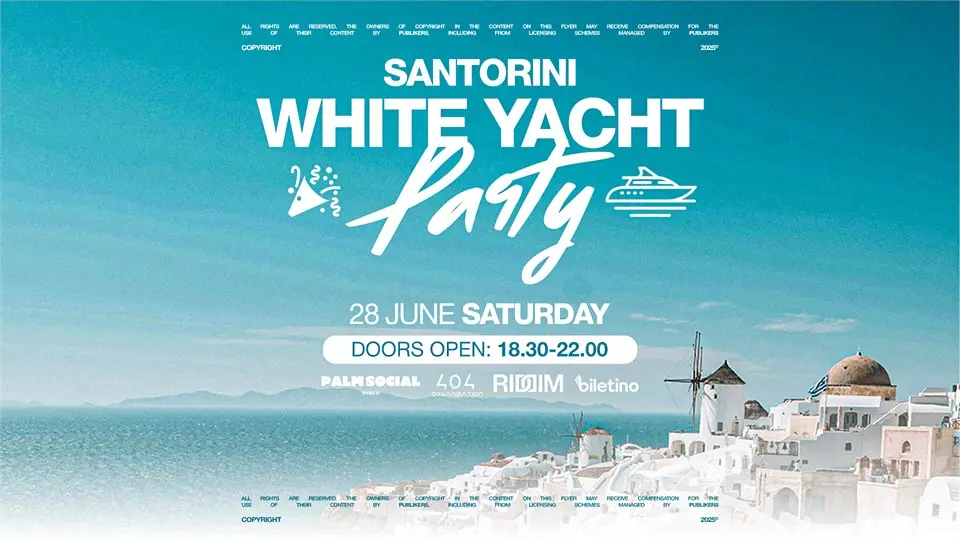 ALL RIGHTS ARE RESERVED. THE OWNERS OF COPYRIGHT IN THE CONTENT ON THIS FLYER MAY RECEIVE COMPENSATION FOR THE
USE OF THEIR CONTENT BY PUBLIKERS, INCLUDING FROM LICENSING SCHEMES MANAGED BY PUBLIKERS
COPYRIGHT 2025
SANTORINI
WHITE YACHT
Party
28 JUNE SATURDAY
DOORS OPEN: 18.30-22.00
PALM SOCIAL 404 RIDDIM biletino
ORGANISATION
ALL RIGHTS ARE RESERVED. THE OWNERS OF COPYRIGHT IN THE CONTENT ON THIS FLYER MAY RECEIVE COMPENSATION FOR THE
USE OF THEIR CONTENT BY PUBLIKERS, INCLUDING FROM LICENSING SCHEMES MANAGED BY PUBLIKERS
COPYRIGHT 2025